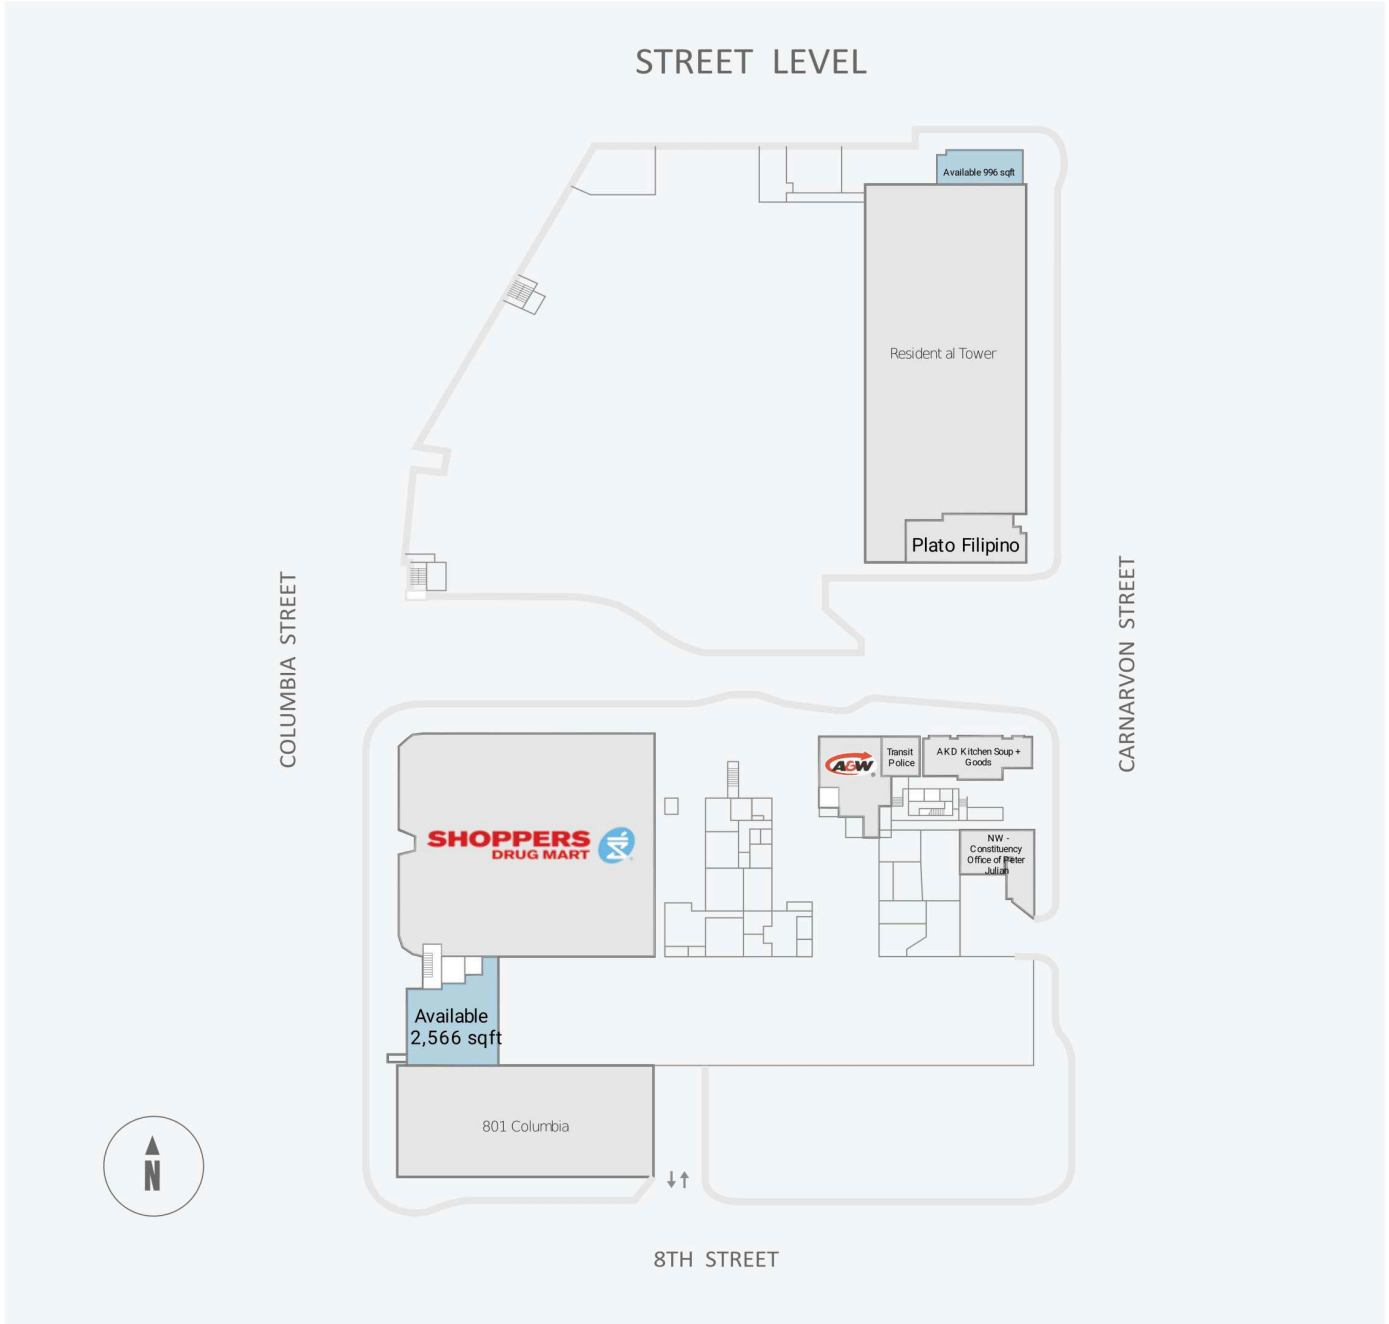 STREET LEVEL
Available 996 sqft
Resident al Tower
Plato Filipino
COLUMBIA STREET
CARNARVON STREET
A&W
Transit
Police
AKD Kitchen Soup +
Goods
SHOPPERS
DRUG MART
NW -
Constituency
Office of Peter
Julian
Available
2,566 sqft
801 Columbia
N
8TH STREET